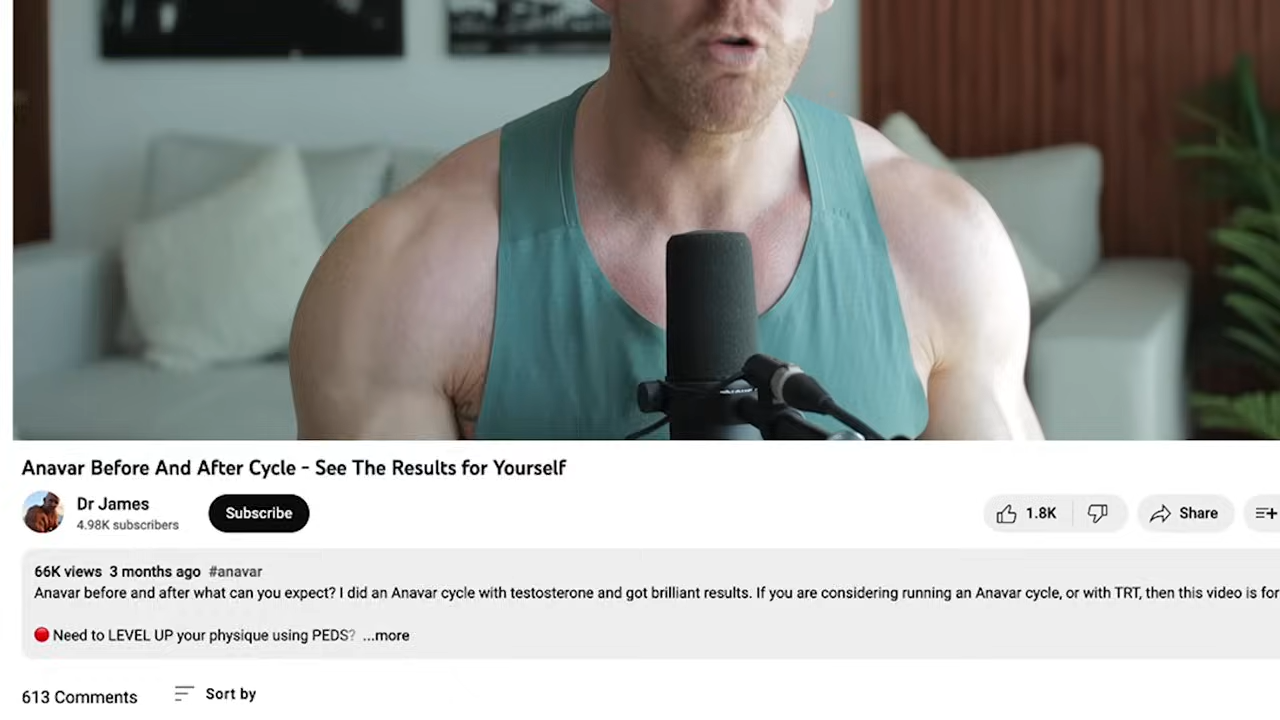 Anavar Before And After Cycle - See The Results for Yourself
Dr James
4.98K subscribers
Subscribe
1.8K
Share
66K views 3 months ago #anavar
Anavar before and after what can you expect? I did an Anavar cycle with testosterone and got brilliant results. If you are considering running an Anavar cycle, or with TRT, then this video is for
Need to LEVEL UP your physique using PEDS? ...more
613 Comments
Sort by